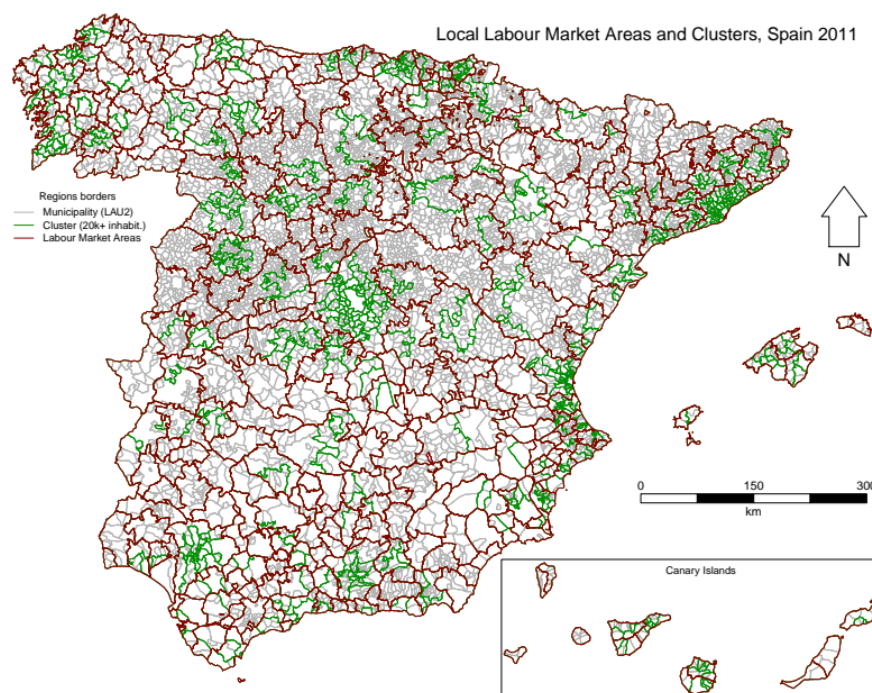 Local Labour Market Areas and Clusters, Spain 2011
Regions borders
Municipality (LAU2)
Cluster (20k+ inhabit.)
Labour Market Areas
N
0 150 300
km
Canary Islands